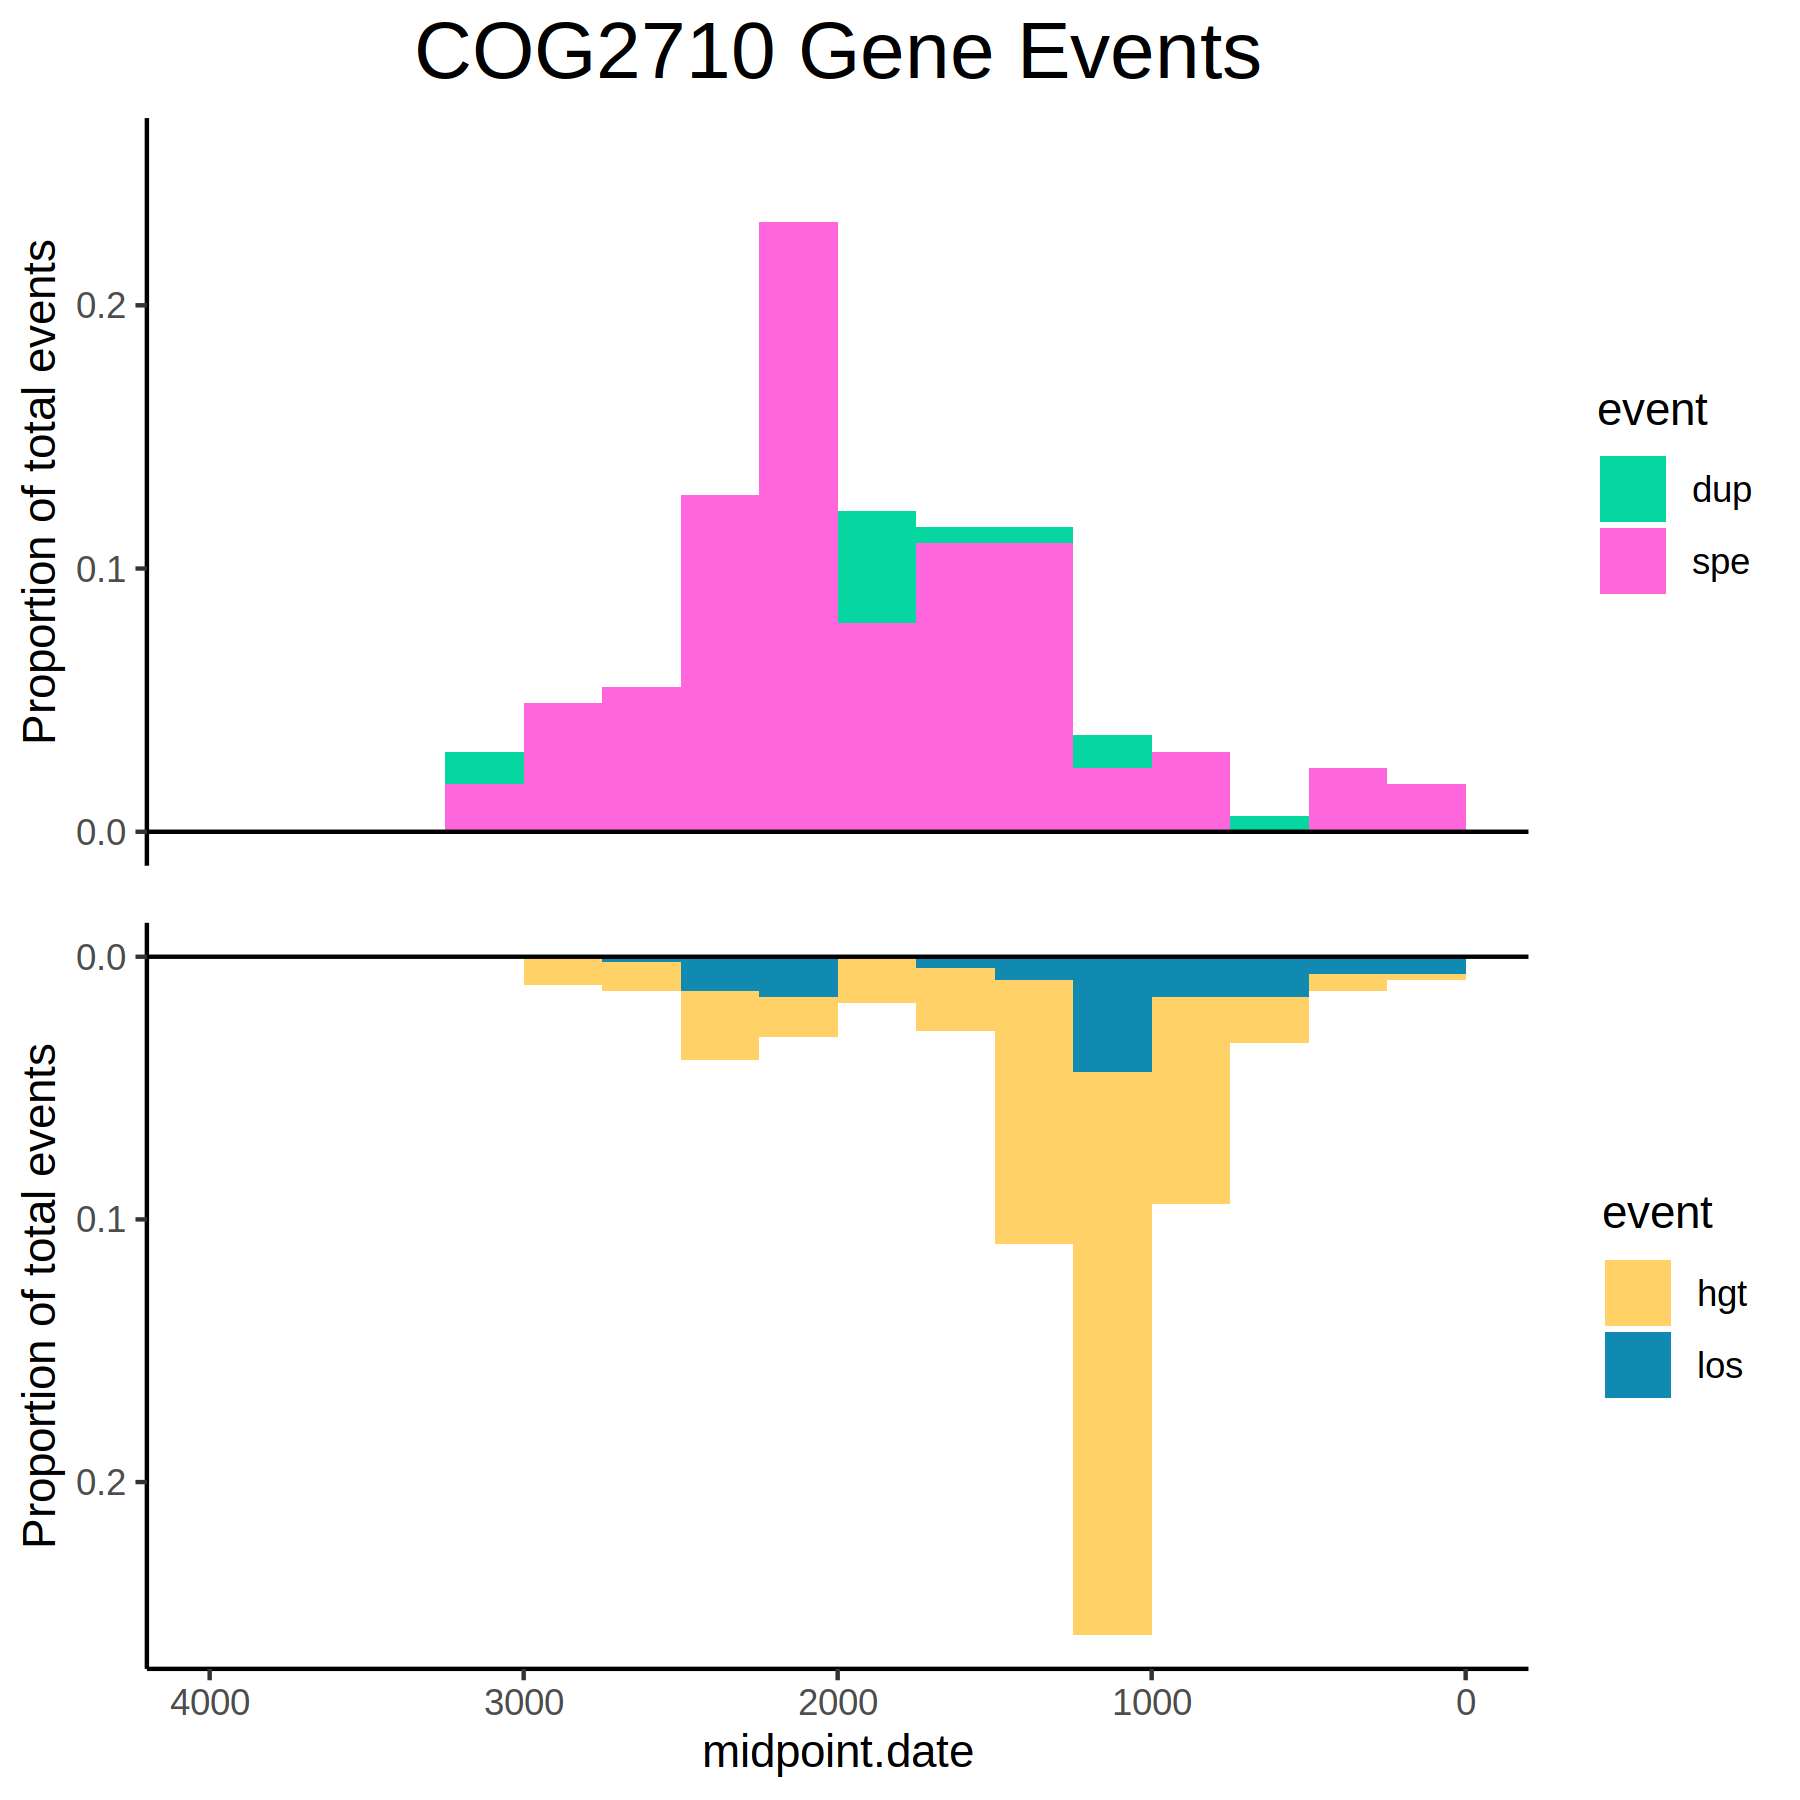 COG2710 Gene Events
Proportion of total events
0.2
0.1
0.0
event
dup
spe
Proportion of total events
0.0
0.1
0.2
event
hgt
los
4000 3000 2000 1000 0
midpoint.date